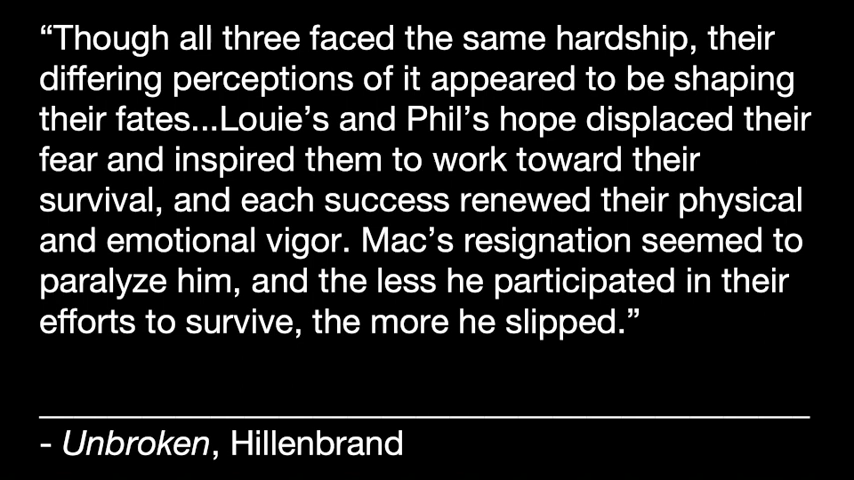 “Though all three faced the same hardship, their
differing perceptions of it appeared to be shaping
their fates...Louie’s and Phil’s hope displaced their
fear and inspired them to work toward their
survival, and each success renewed their physical
and emotional vigor. Mac’s resignation seemed to
paralyze him, and the less he participated in their
efforts to survive, the more he slipped.”
- Unbroken, Hillenbrand